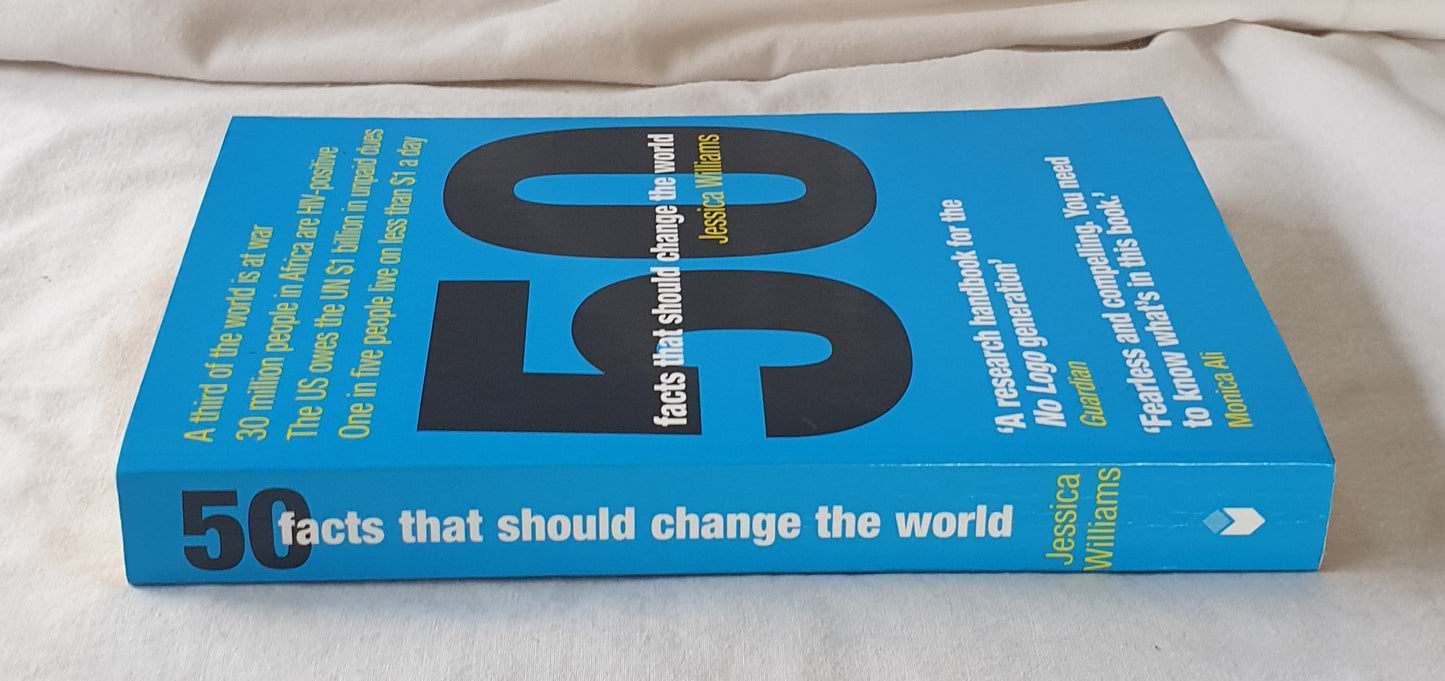 A third of the world is at war
30 million people in Africa are HIV-positive
The US owes the UN $1 billion in unpaid dues
One in five people live on less than $1 a day
50
facts that should change the world
Jessica Williams
‘A research handbook for the
No Logo generation’
Guardian
‘Fearless and compelling. You need
to know what's in this book.’
Monica Ali
50 facts that should change the world
Jessica
Williams